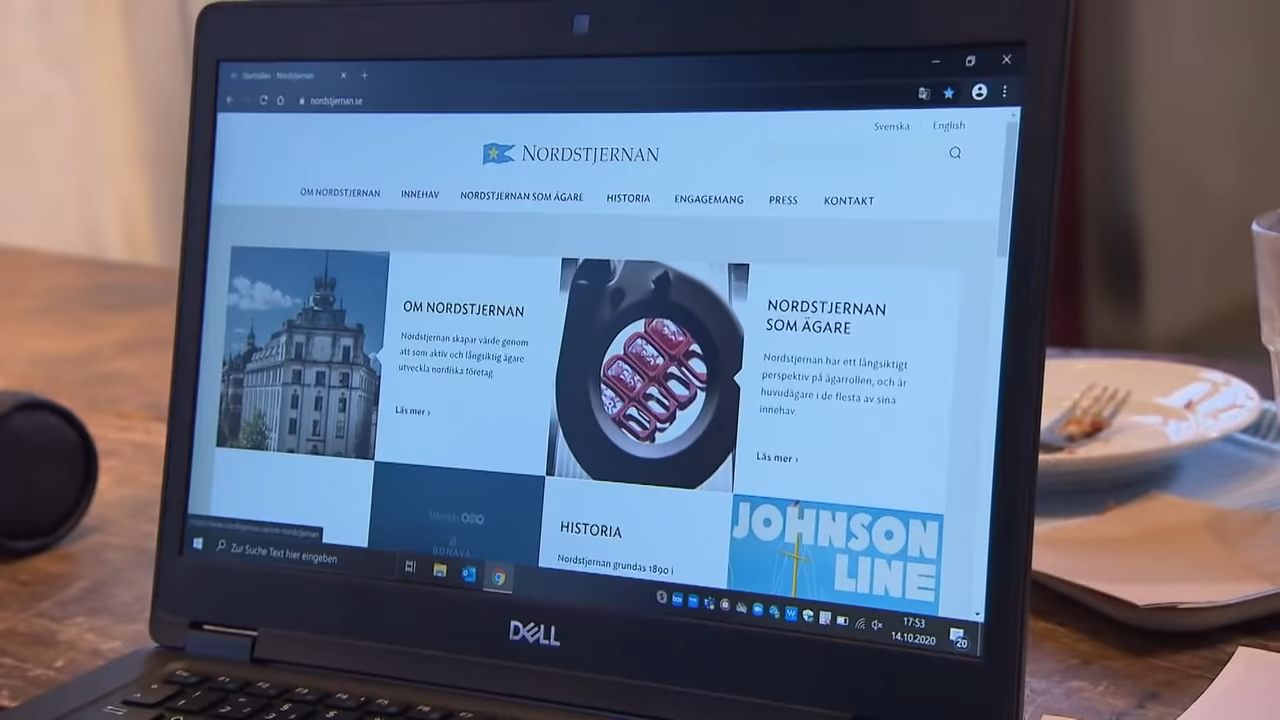 Startsidan - Nordstjernan
nordstjernan.se
Svenska
English
NORDSTJERNAN
OM NORDSTJERNAN
INNEHAV
NORDSTJERNAN SOM ÄGARE
HISTORIA
ENGAGEMANG
PRESS
KONTAKT
OM NORDSTJERNAN
Nordstjernan skapar värde genom
att som aktiv och långsiktig ägare
utveckla nordiska företag.
Läs mer ›
NORDSTJERNAN
SOM ÄGARE
Nordstjernan har ett långsiktigt
perspektiv på ägarrollen, och är
huvudägare i de flesta av sina
innehav.
Läs mer ›
BONAVA
HISTORIA
Nordstjernan grundas 1890 i
JOHNSON
LINE
Zur Suche Text hier eingeben
17:53
14.10.2020
20
DELL